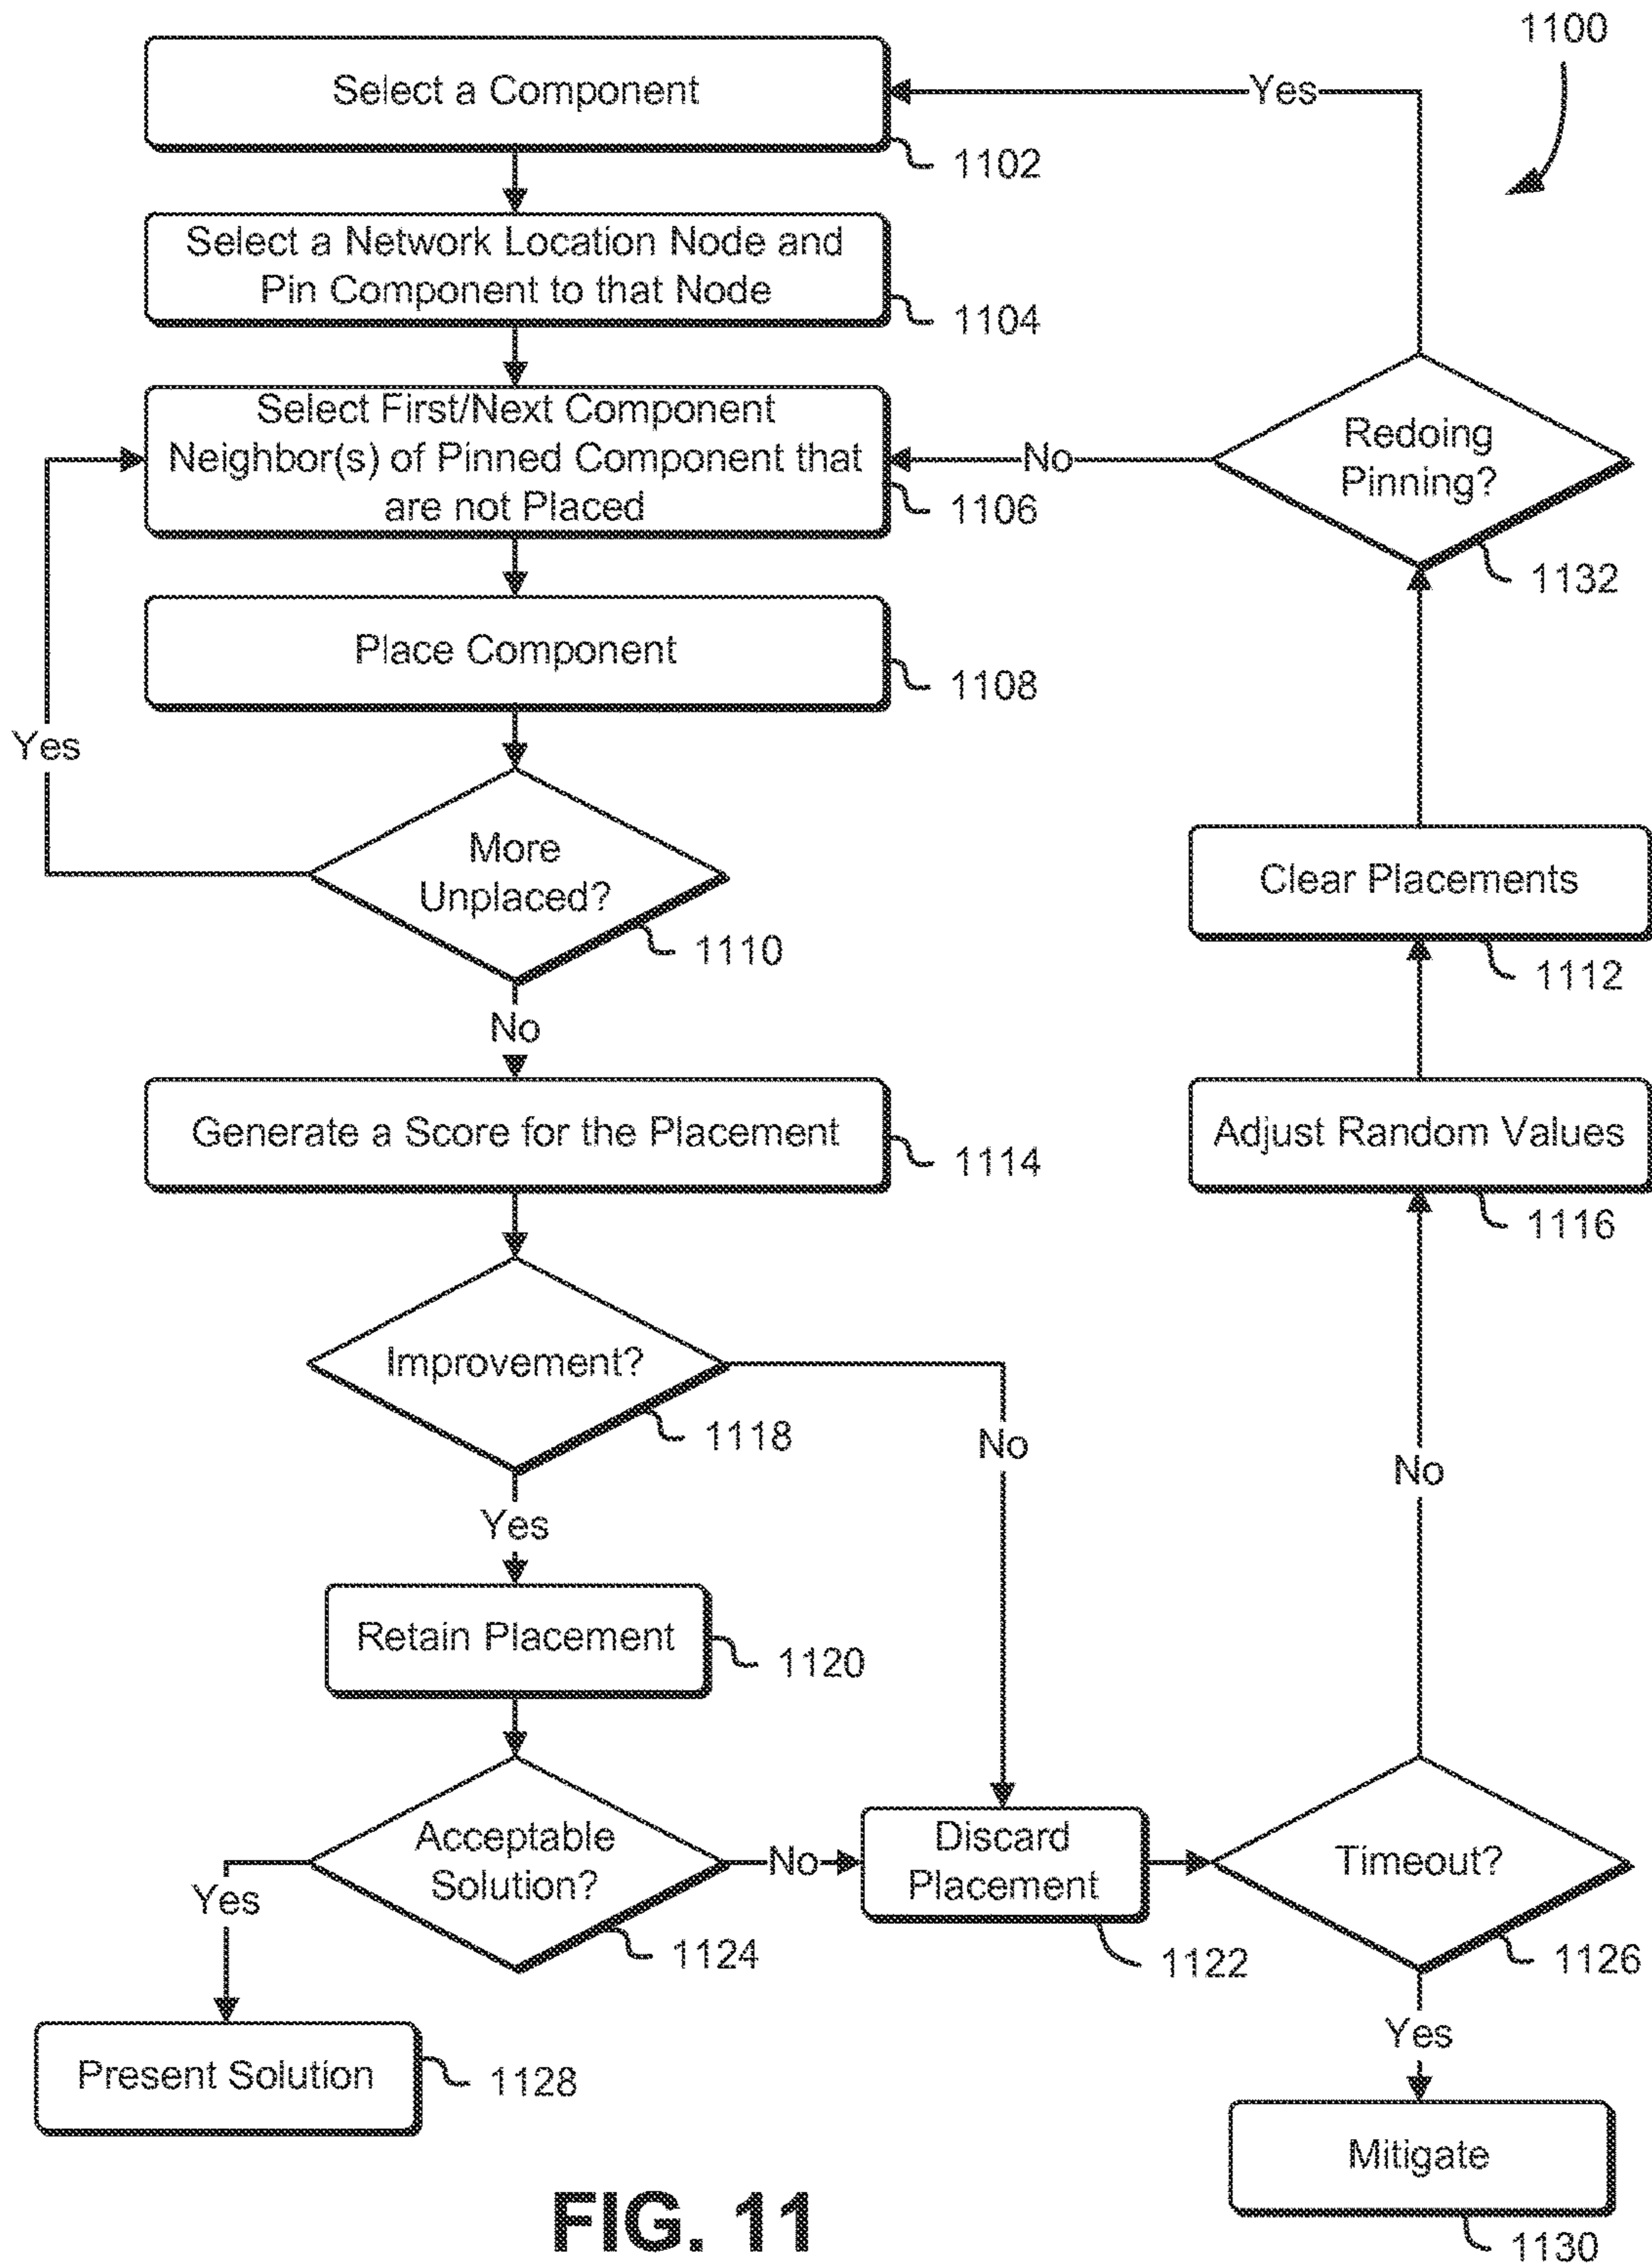 1100
Select a Component
Yes
1102
Select a Network Location Node and
Pin Component to that Node
1104
Select First/Next Component
Neighbor(s) of Pinned Component that
are not Placed
1106
No
Redoing
Pinning?
1132
Place Component
1108
Yes
More
Unplaced?
1110
No
Clear Placements
1112
Generate a Score for the Placement
1114
Adjust Random Values
1116
Improvement?
1118
No
No
Yes
Retain Placement
1120
Acceptable
Solution?
1124
No
Yes
Discard
Placement
1122
Timeout?
1126
Yes
Present Solution
1128
Mitigate
1130
FIG. 11